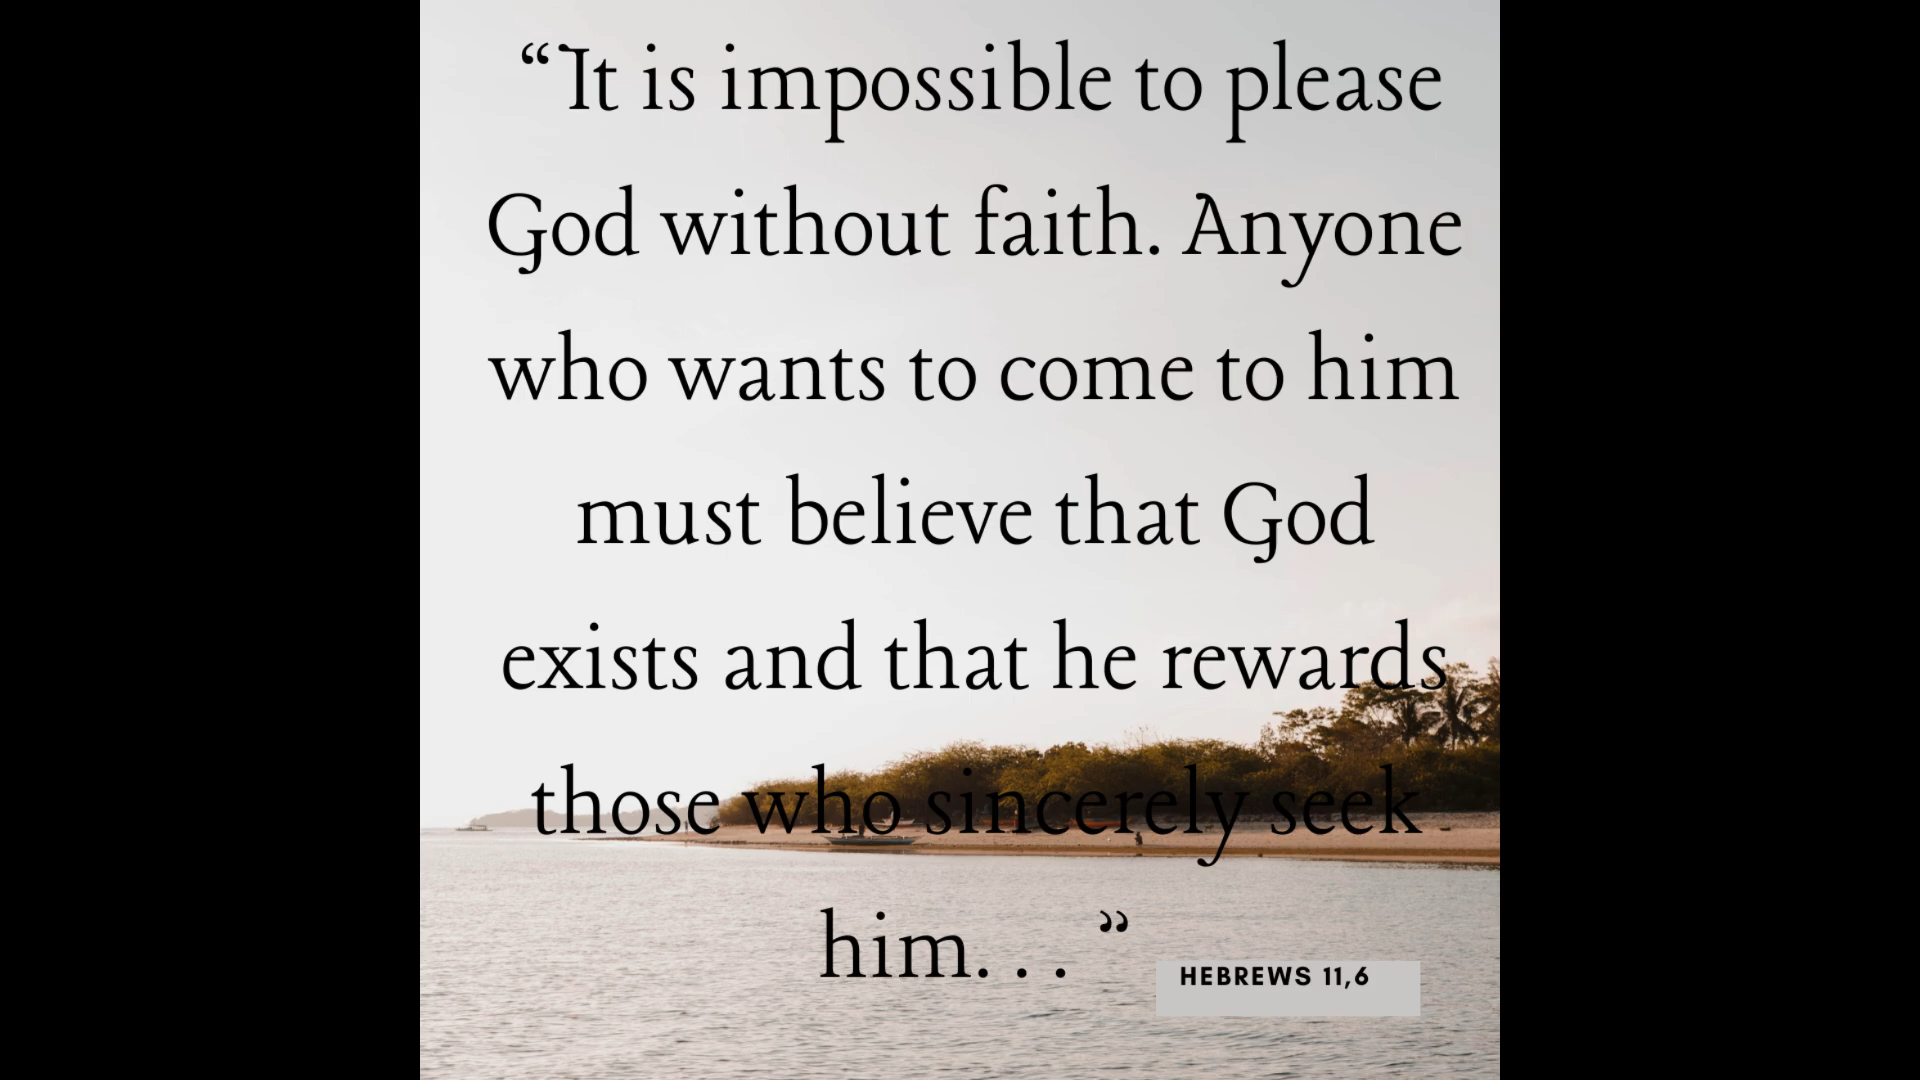 “It is impossible to please
God without faith. Anyone
who wants to come to him
must believe that God
exists and that he rewards
those who sincerely seek
him. . . ”
HEBREWS 11,6